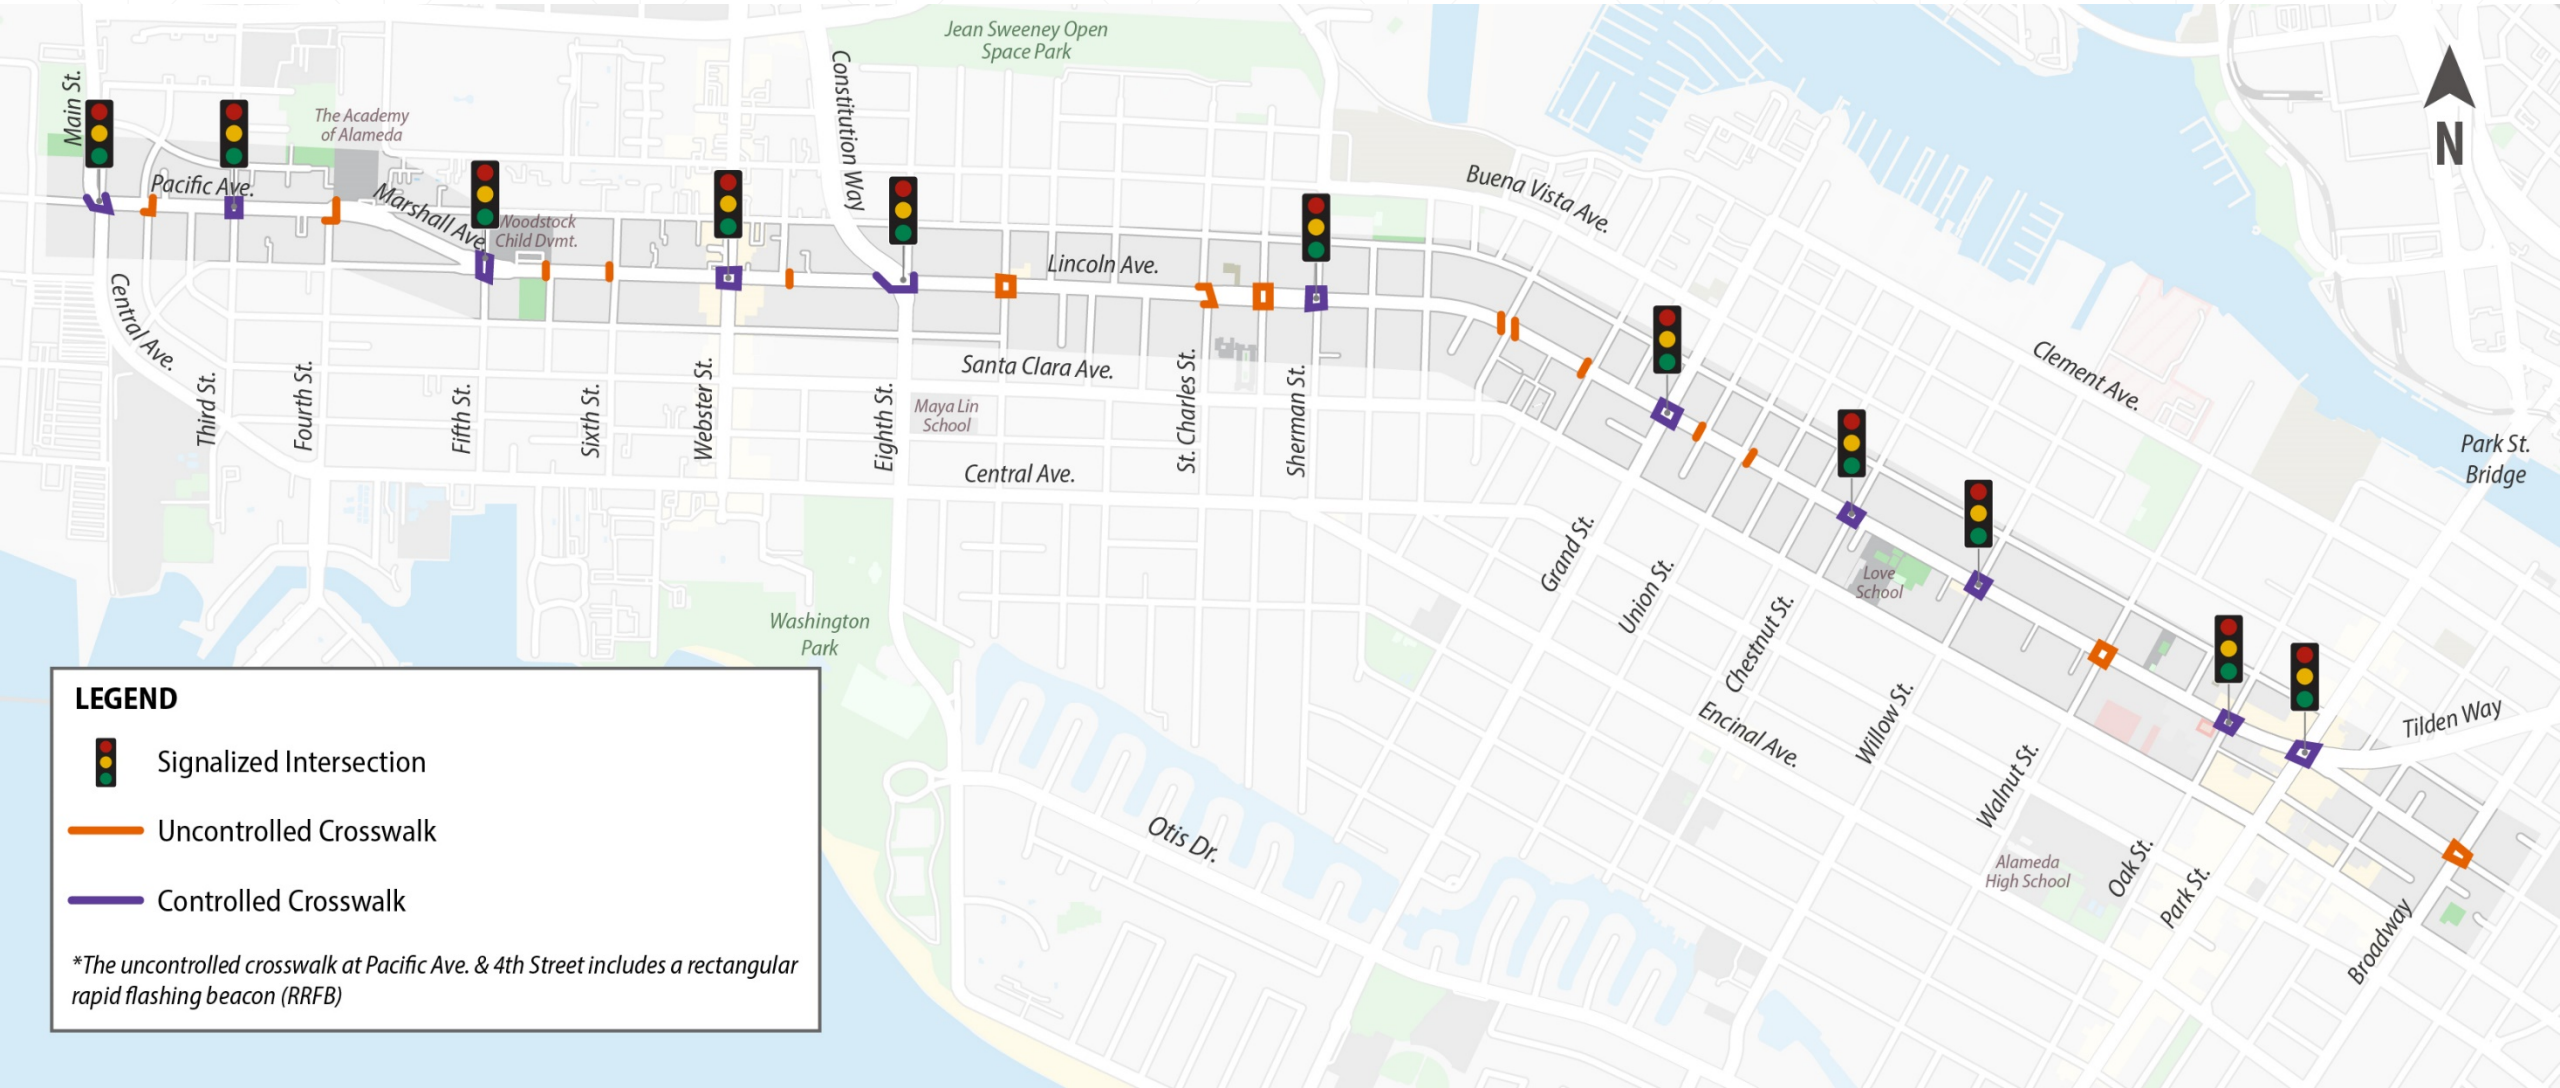 Jean Sweeney Open
Space Park
Main St.
Constitution Way
The Academy
of Alameda
N
Pacific Ave.
Marshall Ave.
Woodstock
Child Dvmt.
Buena Vista Ave.
Lincoln Ave.
Central Ave.
Clement Ave.
Santa Clara Ave.
Third St.
Fourth St.
Fifth St.
Sixth St.
Webster St.
Eighth St.
Maya Lin
School
St. Charles St.
Sherman St.
Central Ave.
Park St.
Bridge
Grand St.
Union St.
Love
School
Chestnut St.
Washington
Park
Willow St.
Encinal Ave.
Tilden Way
Walnut St.
Otis Dr.
Alameda
High School
Oak St.
Park St.
Broadway
LEGEND
Signalized Intersection
Uncontrolled Crosswalk
Controlled Crosswalk
*The uncontrolled crosswalk at Pacific Ave. & 4th Street includes a rectangular
rapid flashing beacon (RRFB)